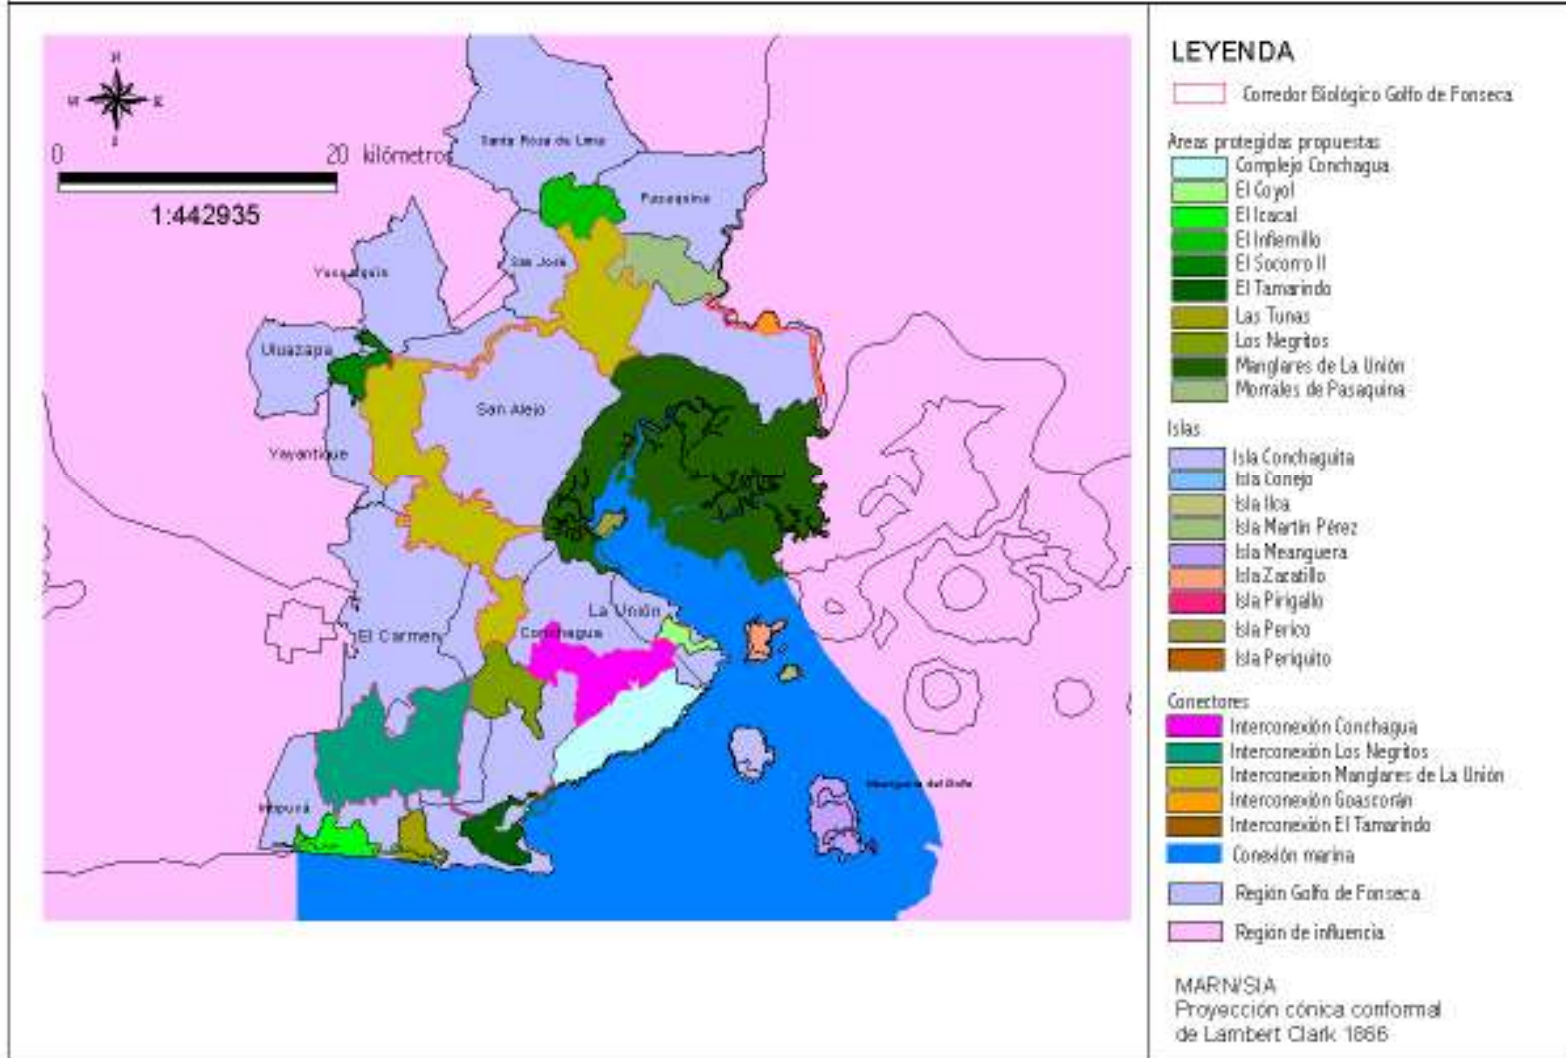 N
W
E
S
0
20 kilómetro
1:442935
Santa Rosa de Lima
Pasaquina
San José
Yucuaiquín
Uluazapa
San Alejo
Yayantique
La Unión
Conchagua
El Carmen
Meanguera del Golfo
Intipucá
LEYENDA
Corredor Biológico Golfo de Fonseca
Areas protegidas propuestas
Complejo Conchagua
El Coyol
El Icacal
El Infiernillo
El Socorro II
El Tamarindo
Las Tunas
Los Negritos
Manglares de La Unión
Morrales de Pasaquina
Islas
Isla Conchaguita
Isla Conejo
Isla Ilca
Isla Martín Pérez
Isla Meanguera
Isla Zacatillo
Isla Pirigallo
Isla Perico
Isla Periquito
Conectores
Interconexión Conchagua
Interconexión Los Negritos
Interconexion Manglares de La Unión
Interconexión Goascorán
Interconexión El Tamarindo
Conexión marina
Región Golfo de Fonseca
Región de influencia
MARN/SIA
Proyección cónica conformal
de Lambert Clark 1866